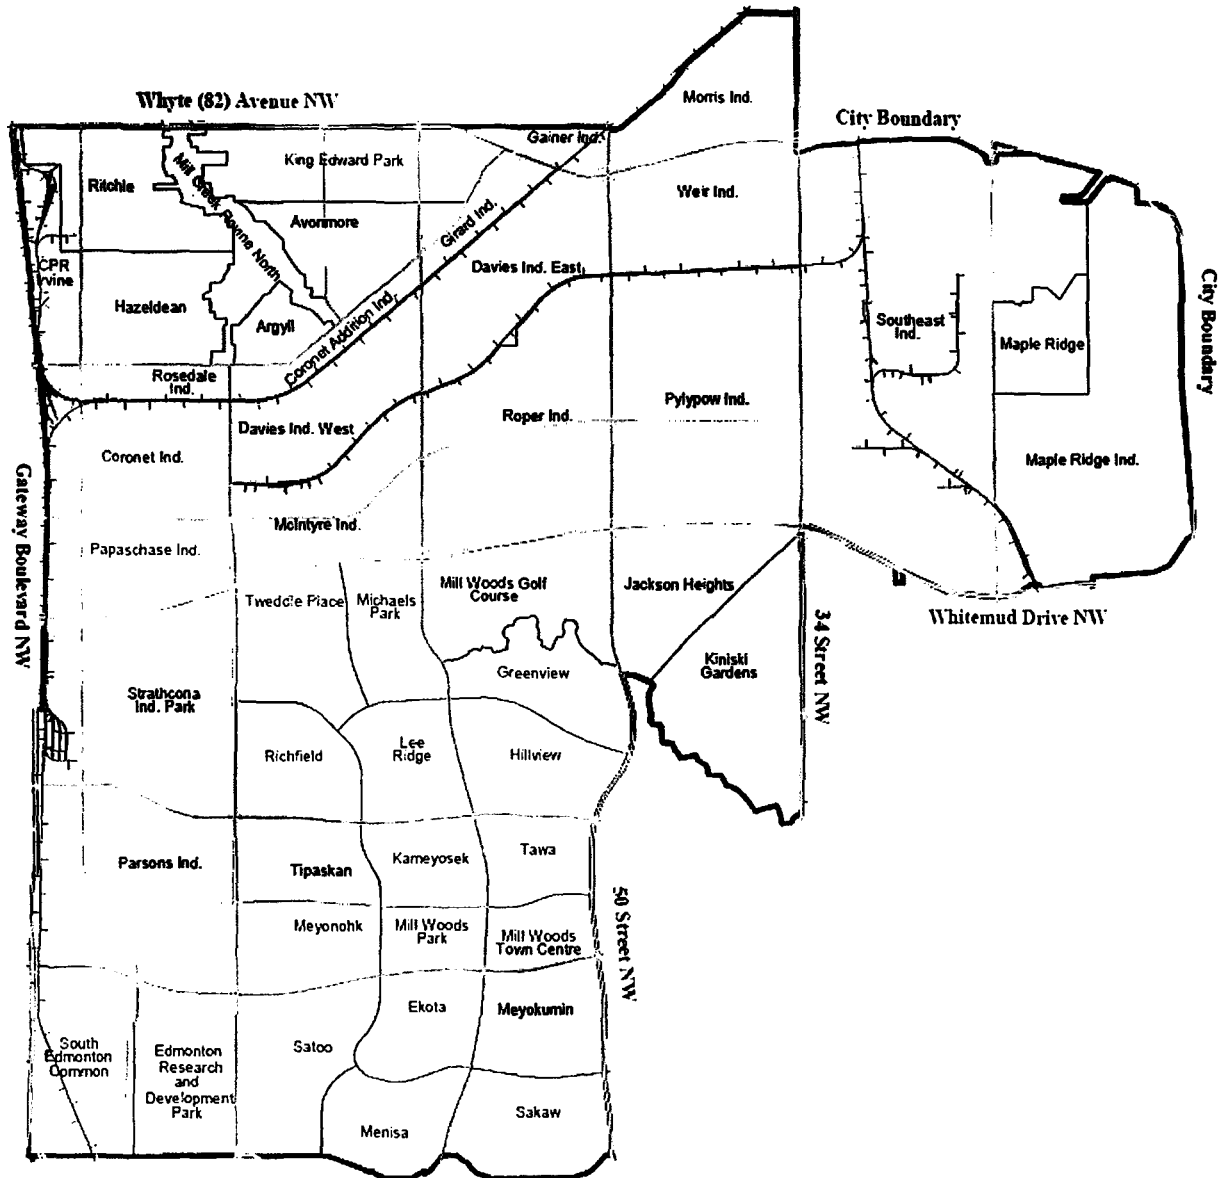 Morris Ind.
Whyte (82) Avenue NW
City Boundary
Gainer Ind.
King Edward Park
Mill Creek Ravine North
Ritchie
Weir Ind.
Avonmore
Girard Ind.
CPR
Irvine
Davies Ind. East
City Boundary
Hazeldean
Argyll
Coronet Addition Ind.
Southeast
Ind.
Maple Ridge
Rosedale
Ind.
Davies Ind. West
Roper Ind.
Pylypow Ind.
Coronet Ind.
Maple Ridge Ind.
Gateway Boulevard NW
McIntyre Ind.
Papaschase Ind.
Tweddle Place
Michaels
Park
Mill Woods Golf
Course
Jackson Heights
34 Street NW
Whitemud Drive NW
Greenview
Kiniski
Gardens
Strathcona
Ind. Park
Richfield
Lee
Ridge
Hillview
Parsons Ind.
Tipaskan
Kameyosek
Tawa
50 Street NW
Meyonohk
Mill Woods
Park
Mill Woods
Town Centre
Ekota
Meyokumin
South
Edmonton
Common
Edmonton
Research
and
Development
Park
Satoo
Menisa
Sakaw